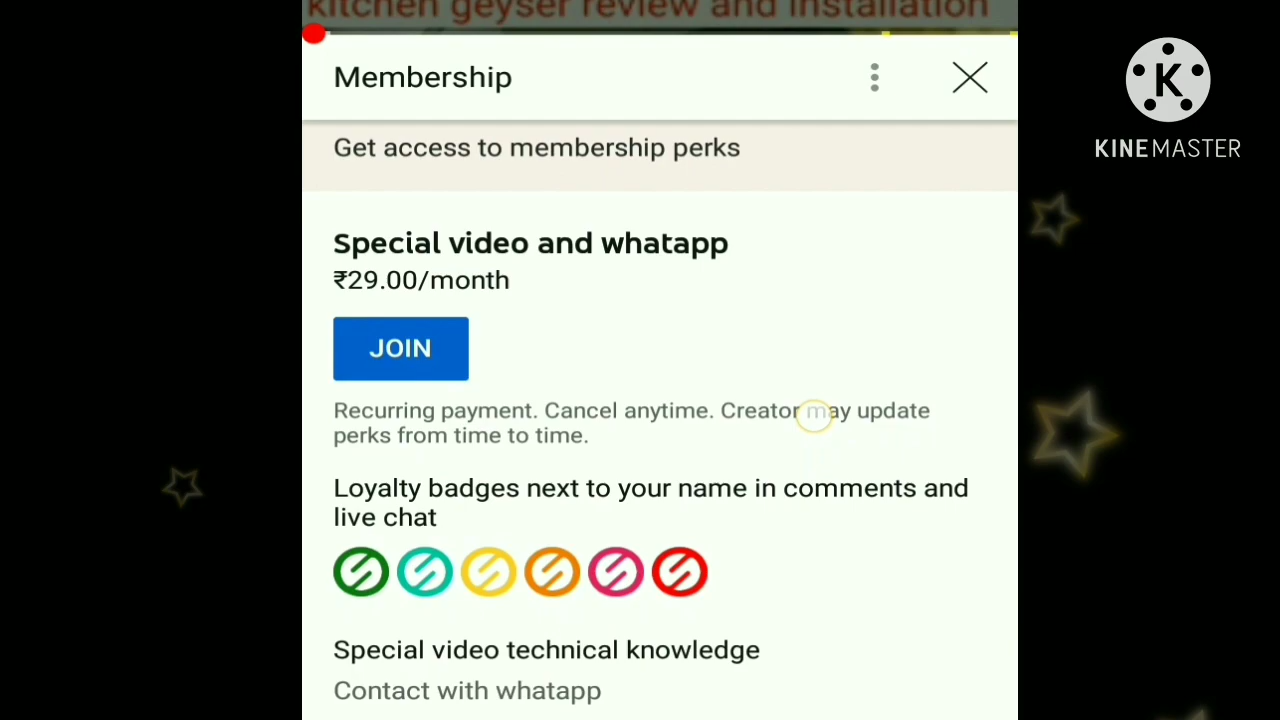 kitchen geyser review and installation
Membership
K
KINEMASTER
Get access to membership perks
Special video and whatapp
₹29.00/month
JOIN
Recurring payment. Cancel anytime. Creator may update
perks from time to time.
Loyalty badges next to your name in comments and
live chat
Special video technical knowledge
Contact with whatapp